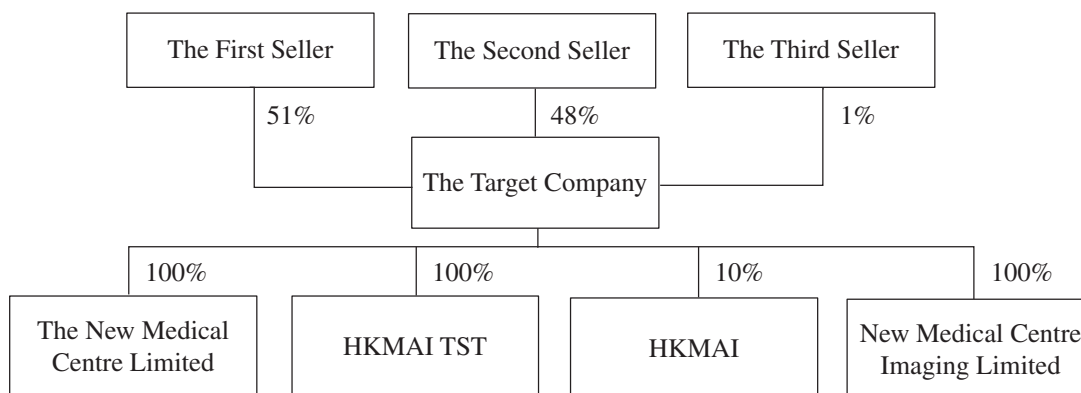 The First Seller
The Second Seller
The Third Seller
51%
48%
1%
The Target Company
100%
100%
10%
100%
The New Medical
Centre Limited
HKMAI TST
HKMAI
New Medical Centre
Imaging Limited